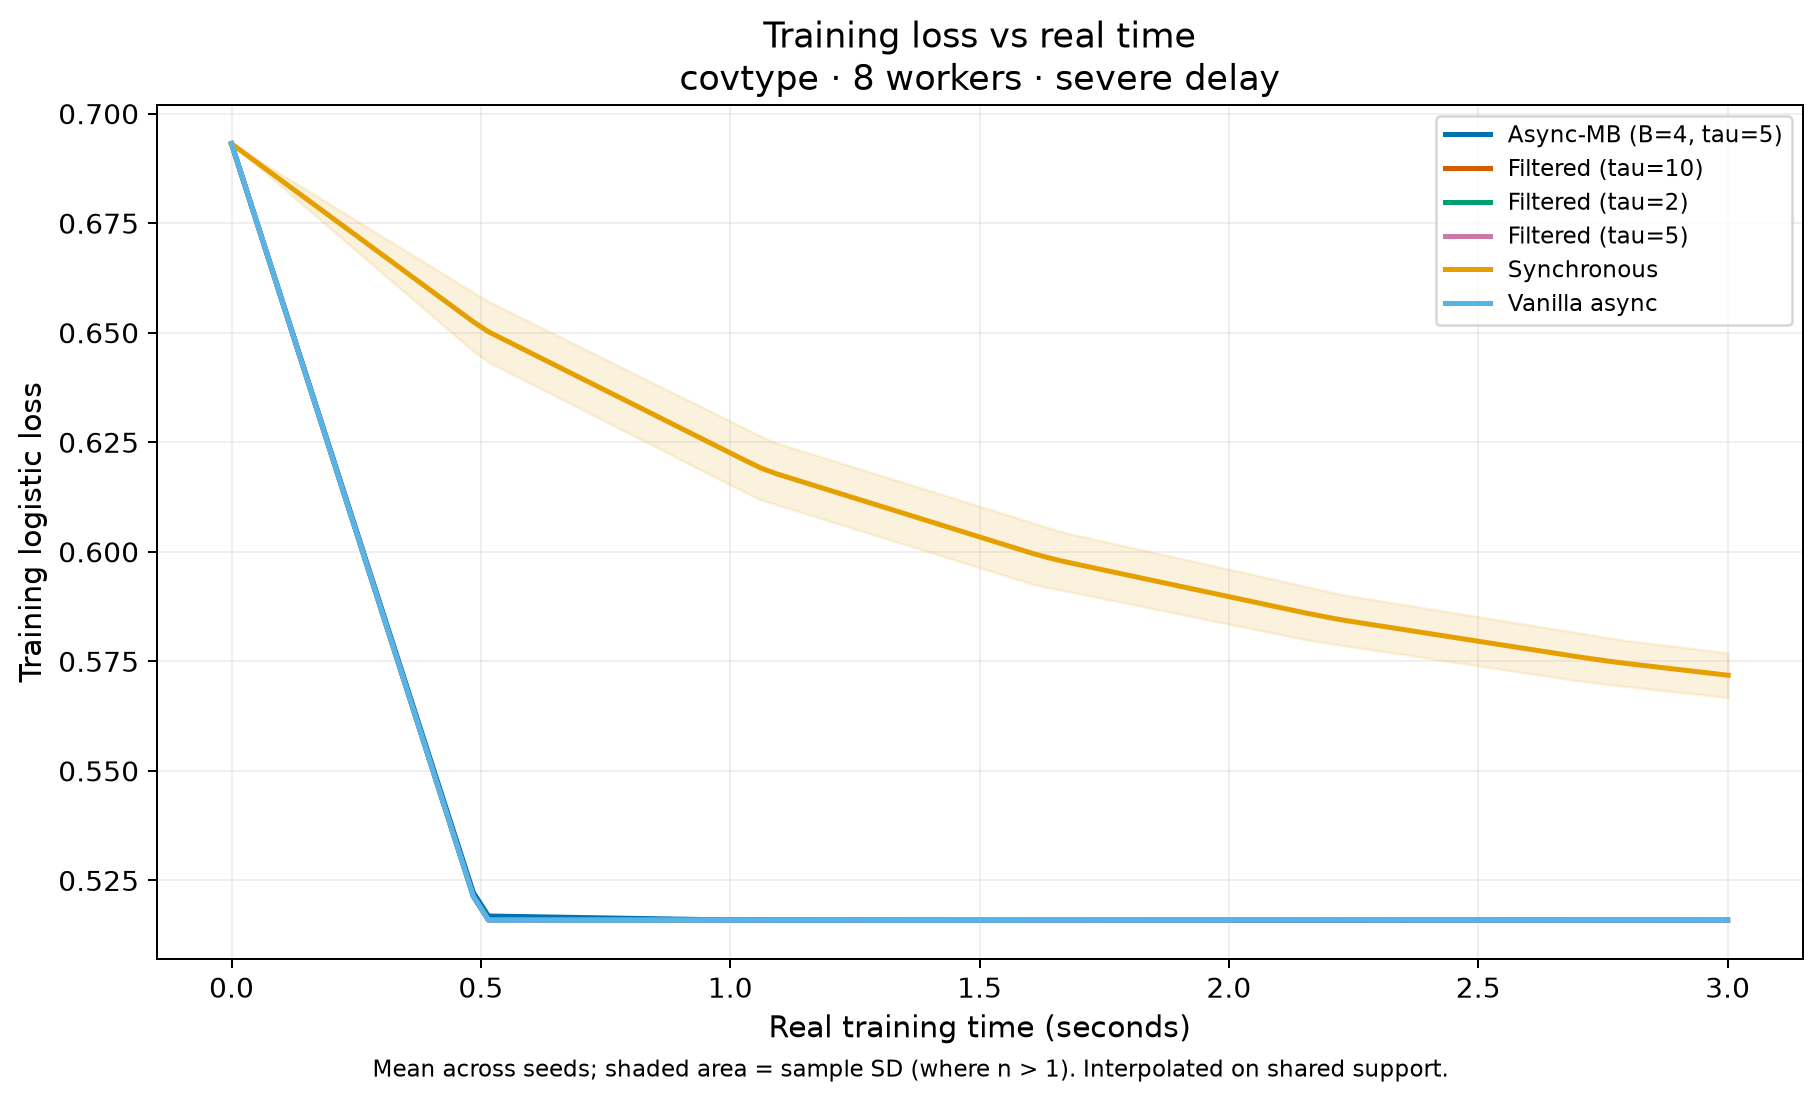 Training loss vs real time
covtype · 8 workers · severe delay
Training logistic loss
0.700
0.675
0.650
0.625
0.600
0.575
0.550
0.525
Async-MB (B=4, tau=5)
Filtered (tau=10)
Filtered (tau=2)
Filtered (tau=5)
Synchronous
Vanilla async
0.0 0.5 1.0 1.5 2.0 2.5 3.0
Real training time (seconds)
Mean across seeds; shaded area = sample SD (where n > 1). Interpolated on shared support.